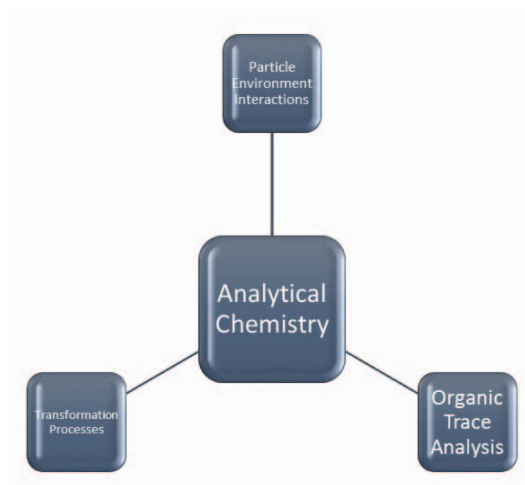 Particle
Environment
Interactions
Analytical
Chemistry
Transformation
Processes
Organic
Trace
Analysis